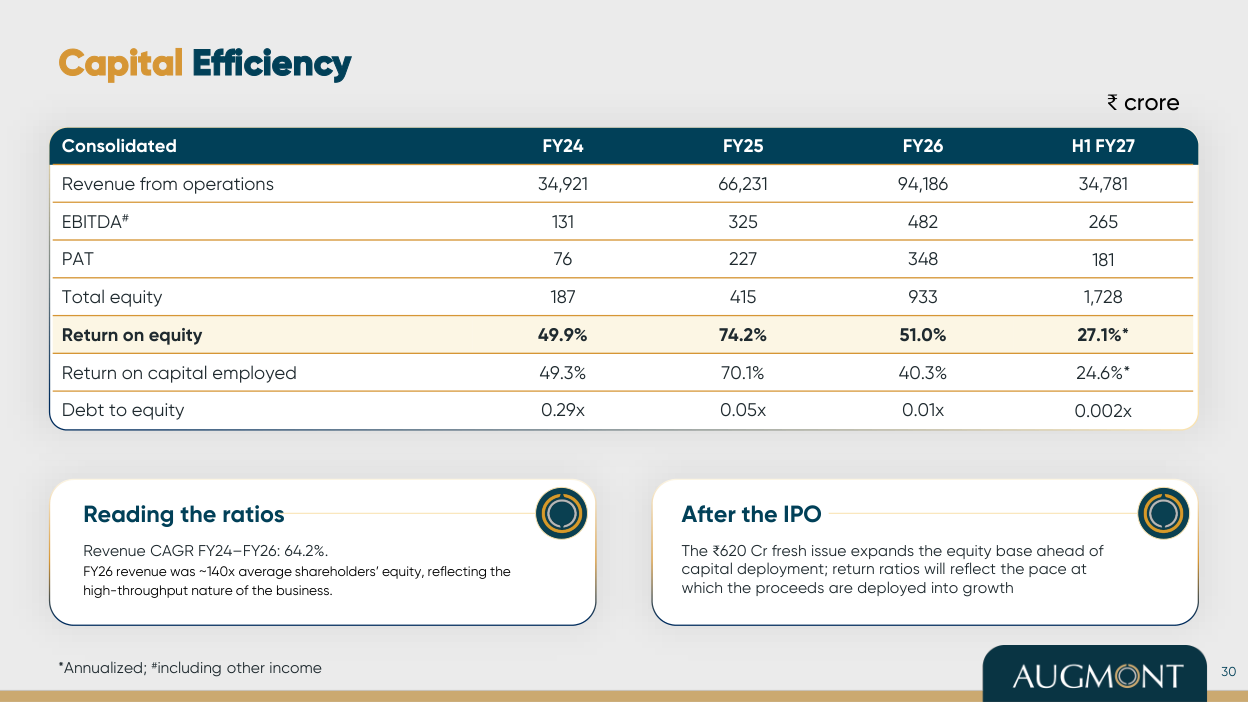 Capital Efficiency
₹ crore
Consolidated FY24 FY25 FY26 H1 FY27
Revenue from operations 34,921 66,231 94,186 34,781
EBITDA# 131 325 482 265
PAT 76 227 348 181
Total equity 187 415 933 1,728
Return on equity 49.9% 74.2% 51.0% 27.1%*
Return on capital employed 49.3% 70.1% 40.3% 24.6%*
Debt to equity 0.29x 0.05x 0.01x 0.002x
Reading the ratios
Revenue CAGR FY24–FY26: 64.2%.
FY26 revenue was ~140x average shareholders’ equity, reflecting the
high-throughput nature of the business.
After the IPO
The ₹620 Cr fresh issue expands the equity base ahead of
capital deployment; return ratios will reflect the pace at
which the proceeds are deployed into growth
*Annualized; #including other income
AUGMONT
30